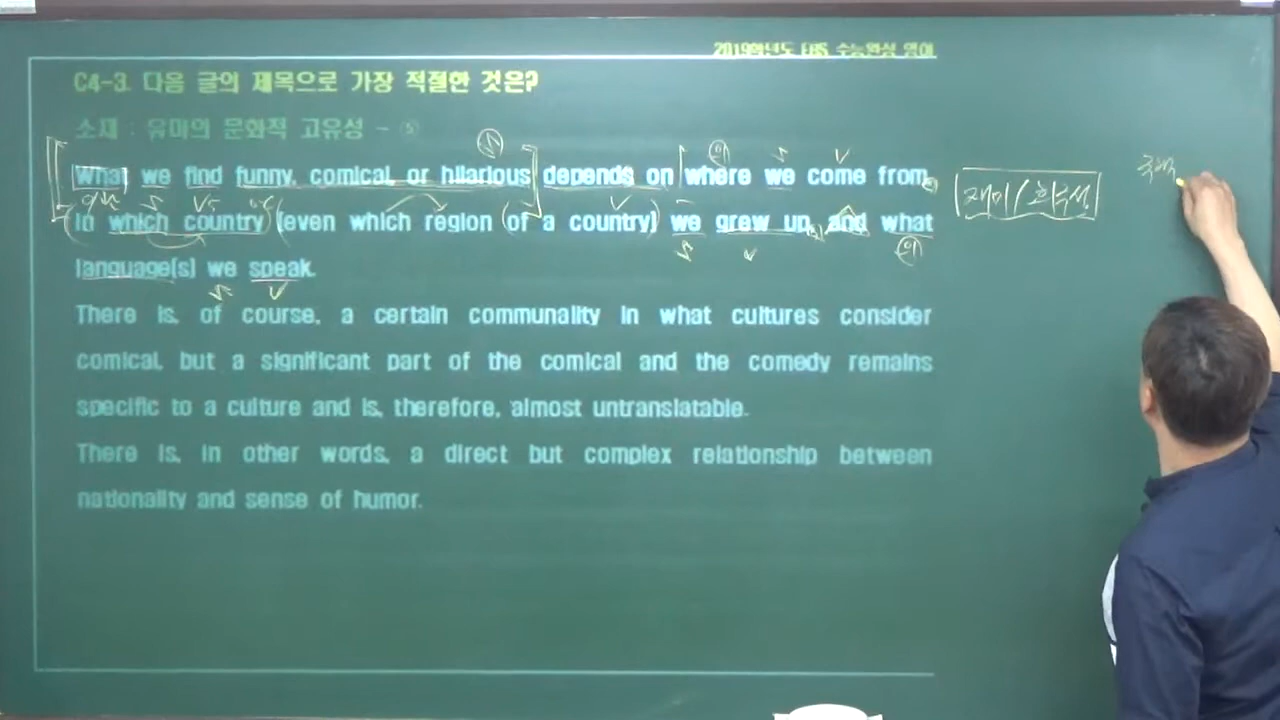 2019학년도 EBS 수능완성 영어
C4-3. 다음 글의 제목으로 가장 적절한 것은?
소재 : 유머의 문화적 고유성 - ⑤
What we find funny, comical, or hilarious depends on where we come from,
in which country (even which region of a country) we grew up, and what
language(s) we speak.
There is, of course, a certain communality in what cultures consider
comical, but a significant part of the comical and the comedy remains
specific to a culture and is, therefore, almost untranslatable.
There is, in other words, a direct but complex relationship between
nationality and sense of humor.
재미/희극성